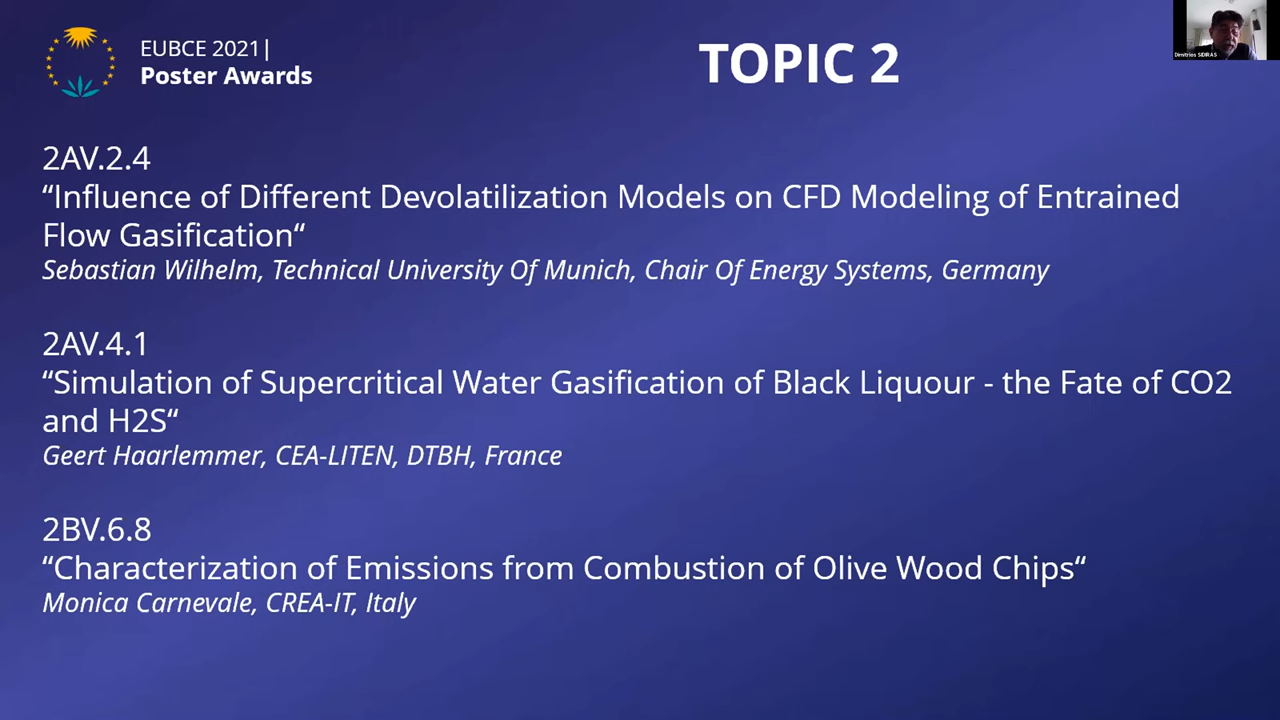 EUBCE 2021|
Poster Awards
TOPIC 2
Dimitrios SIDIRAS
2AV.2.4
“Influence of Different Devolatilization Models on CFD Modeling of Entrained
Flow Gasification“
Sebastian Wilhelm, Technical University Of Munich, Chair Of Energy Systems, Germany
2AV.4.1
“Simulation of Supercritical Water Gasification of Black Liquour - the Fate of CO2
and H2S“
Geert Haarlemmer, CEA-LITEN, DTBH, France
2BV.6.8
“Characterization of Emissions from Combustion of Olive Wood Chips“
Monica Carnevale, CREA-IT, Italy